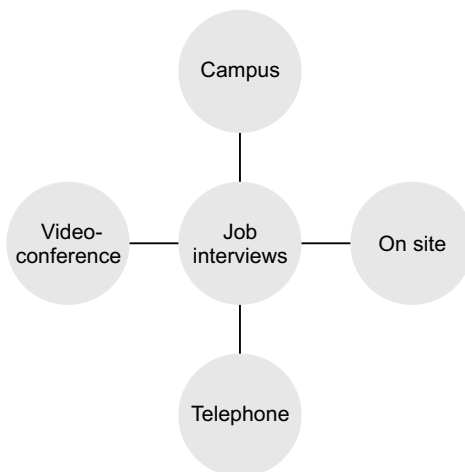 Campus
Video-
conference
Job
interviews
On site
Telephone